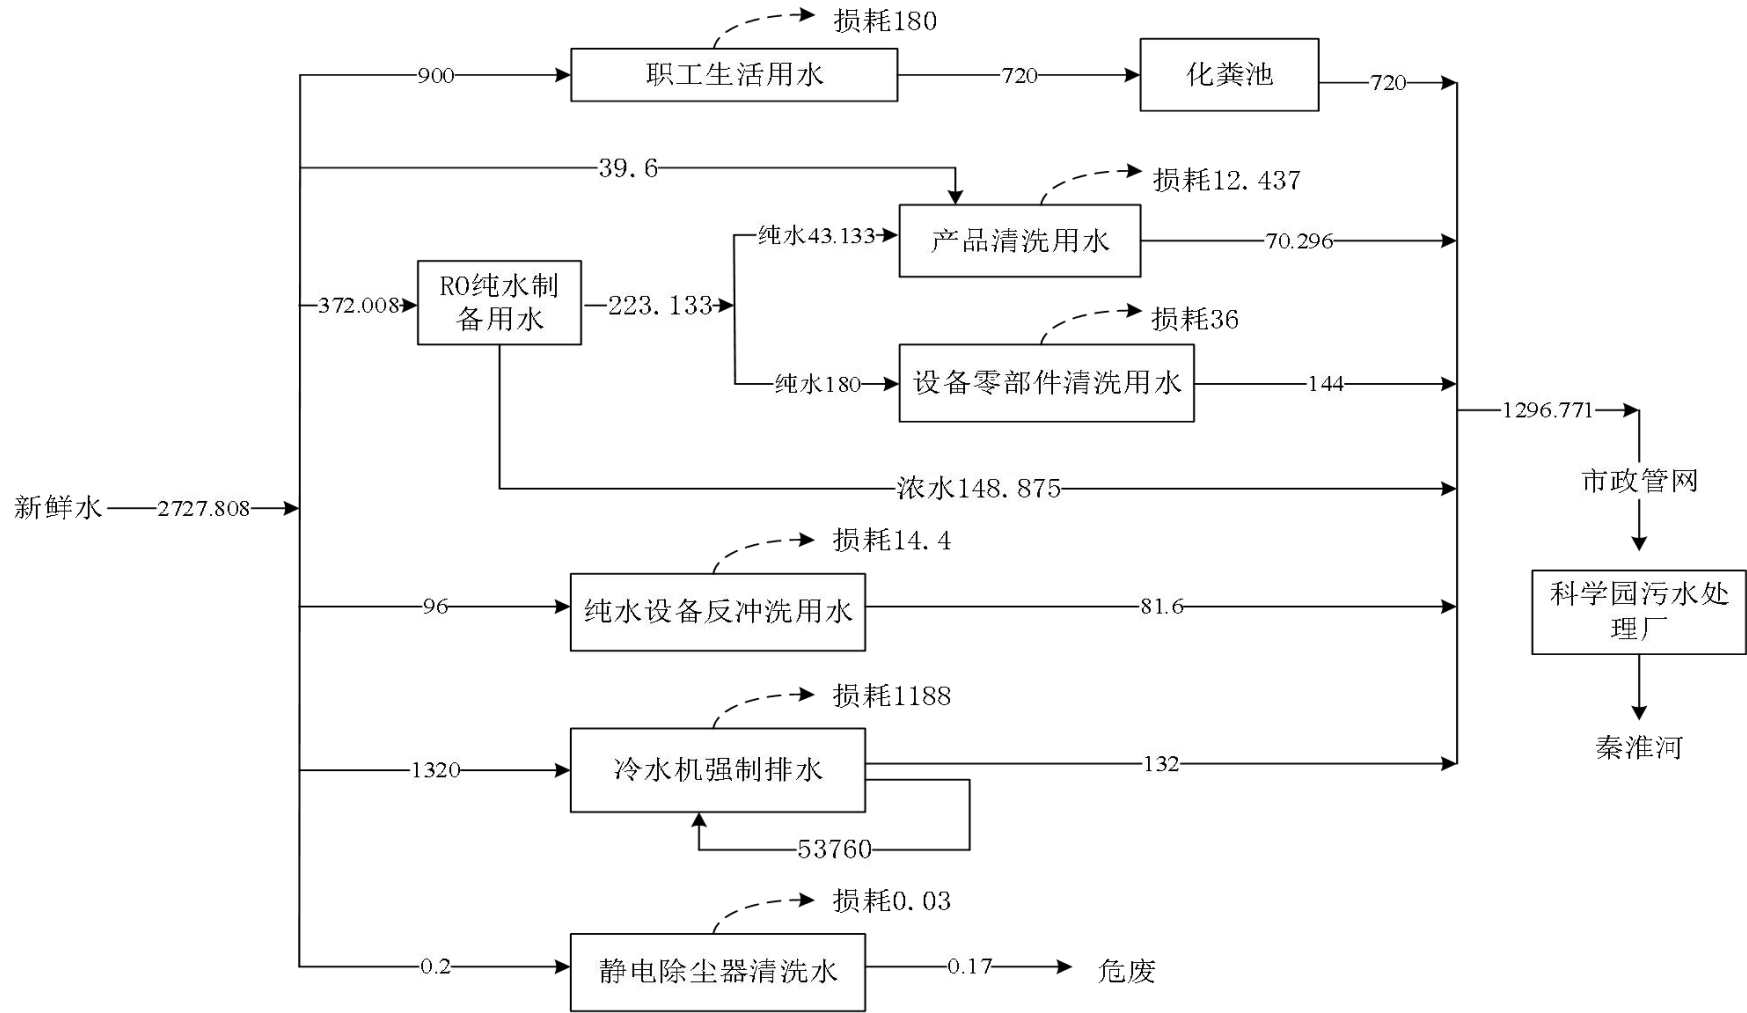 损耗180
900
职工生活用水
720
化粪池
720
39.6
损耗12.437
纯水43.133
产品清洗用水
70.296
RO纯水制
备用水
372.008
223.133
损耗36
纯水180
设备零部件清洗用水
144
1296.771
市政管网
浓水148.875
新鲜水
2727.808
损耗14.4
96
纯水设备反冲洗用水
81.6
科学园污水处
理厂
损耗1188
1320
冷水机强制排水
132
秦淮河
53760
损耗0.03
0.2
静电除尘器清洗水
0.17
危废